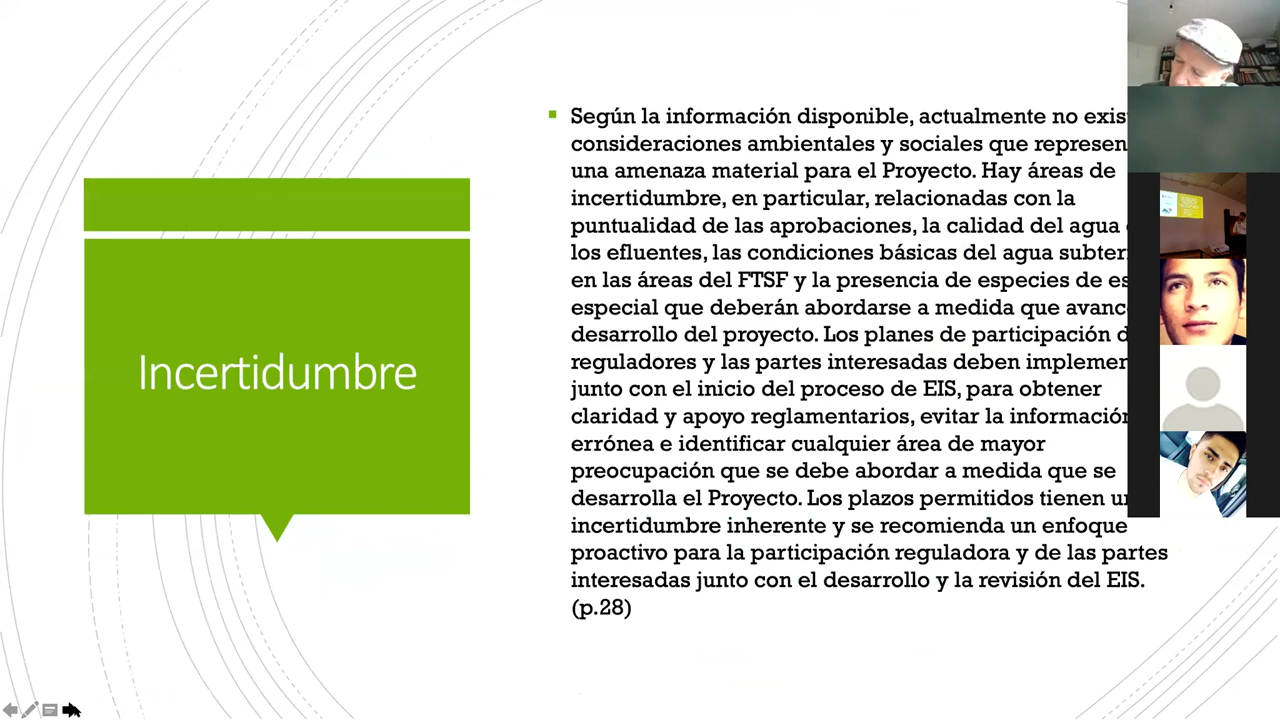 Incertidumbre
Según la información disponible, actualmente no
consideraciones ambientales y sociales que
una amenaza material para el Proyecto. Hay áreas de
incertidumbre, en particular, relacionadas con la
puntualidad de las aprobaciones, la calidad del agua
los efluentes, las condiciones básicas del agua
en las áreas del FTSF y la presencia de especies de
especial que deberán abordarse a medida que
desarrollo del proyecto. Los planes de participación
reguladores y las partes interesadas deben
junto con el inicio del proceso de EIS, para obtener
claridad y apoyo reglamentarios, evitar la información
errónea e identificar cualquier área de mayor
preocupación que se debe abordar a medida que se
desarrolla el Proyecto. Los plazos permitidos tienen
incertidumbre inherente y se recomienda un enfoque
proactivo para la participación reguladora y de las partes
interesadas junto con el desarrollo y la revisión del EIS.
(p.28)